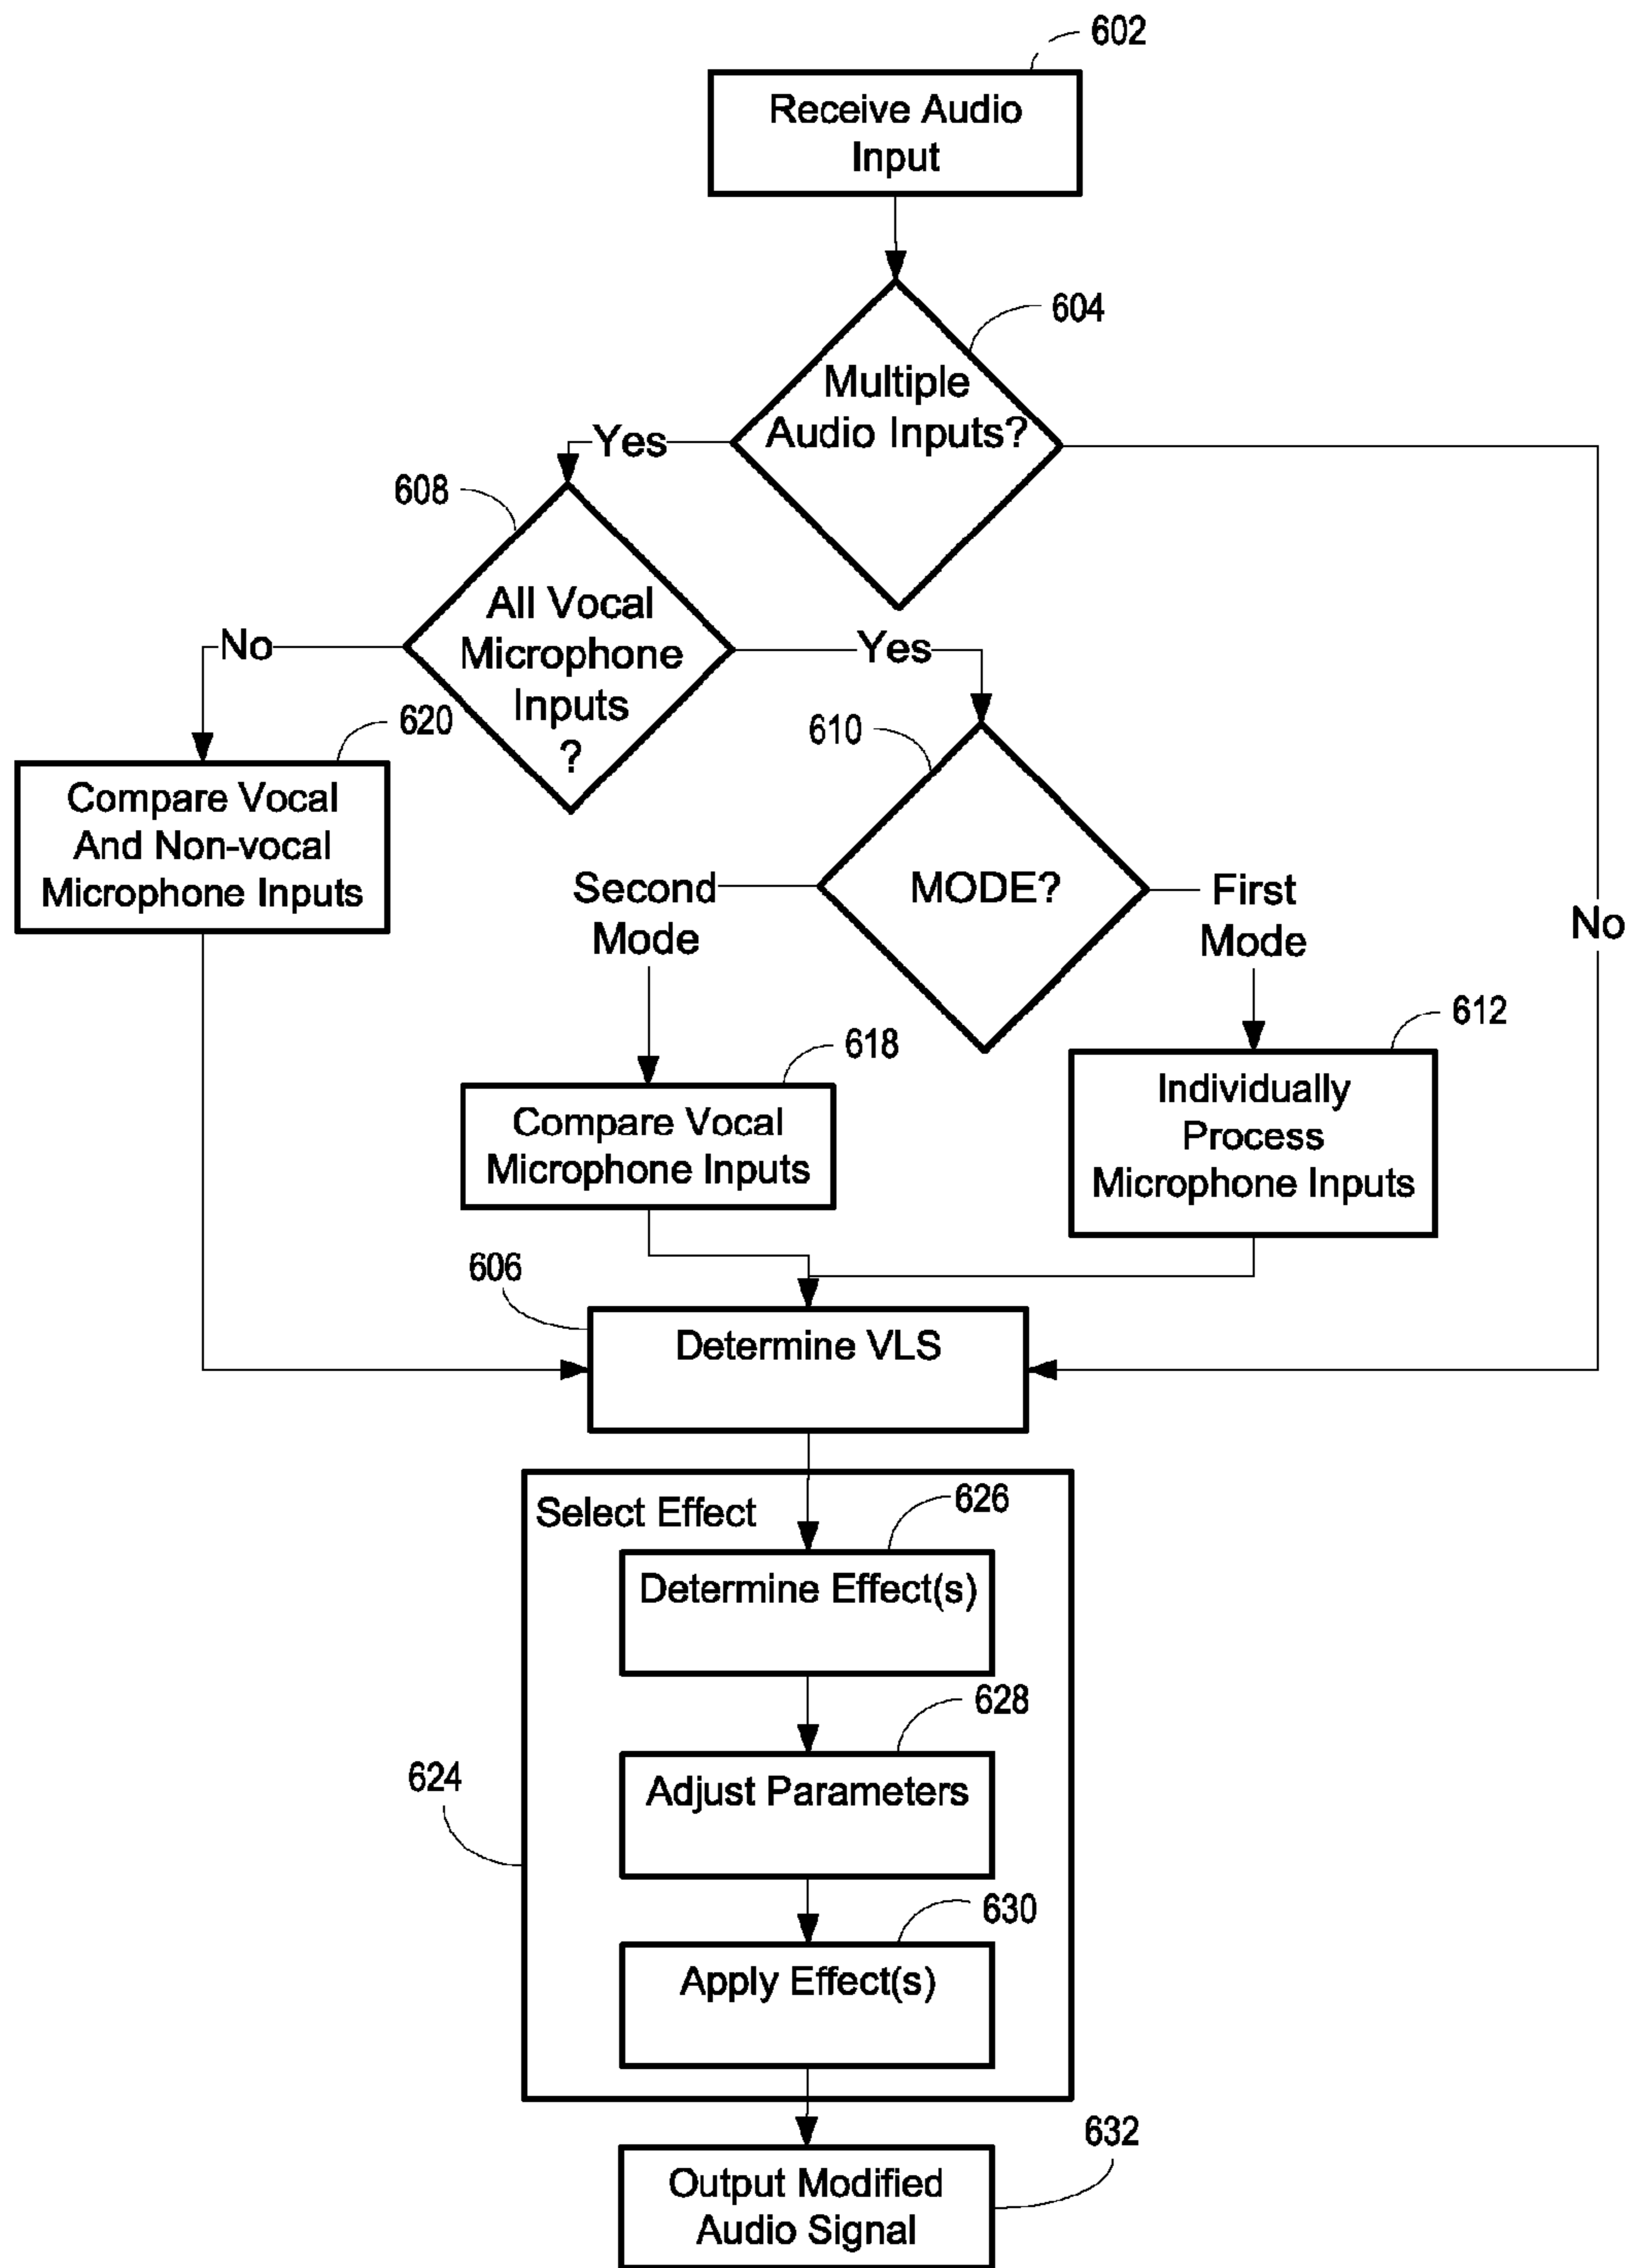 602
Receive Audio
Input
604
Multiple
Audio Inputs?
Yes
608
All Vocal
Microphone
Inputs
?
No
Yes
620
610
Compare Vocal
And Non-vocal
Microphone Inputs
MODE?
Second
Mode
First
Mode
No
612
618
Individually
Process
Microphone Inputs
Compare Vocal
Microphone Inputs
606
Determine VLS
Select Effect
626
Determine Effect(s)
628
624
Adjust Parameters
630
Apply Effect(s)
632
Output Modified
Audio Signal